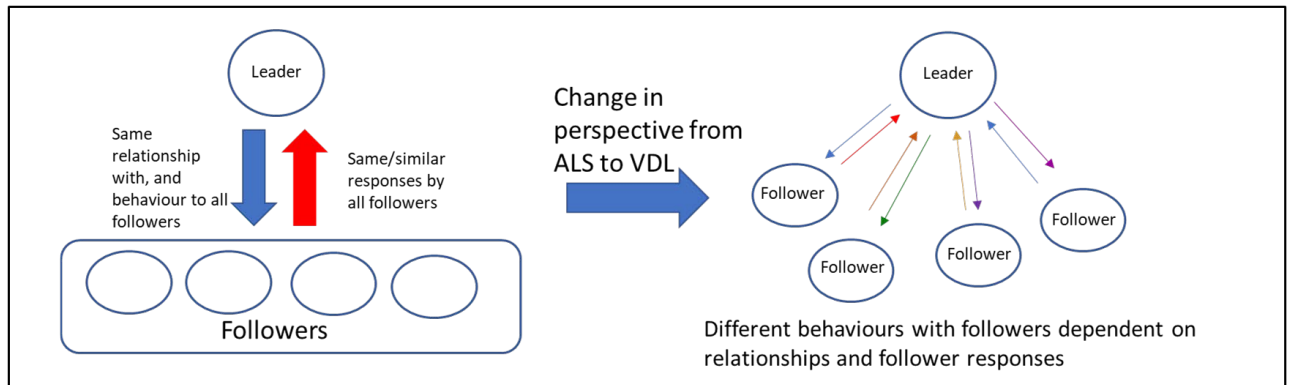 Leader
Same
relationship
with, and
behaviour to all
followers
Same/similar
responses by
all followers
Followers
Change in
perspective from
ALS to VDL
Leader
Follower
Follower
Follower
Follower
Different behaviours with followers dependent on
relationships and follower responses